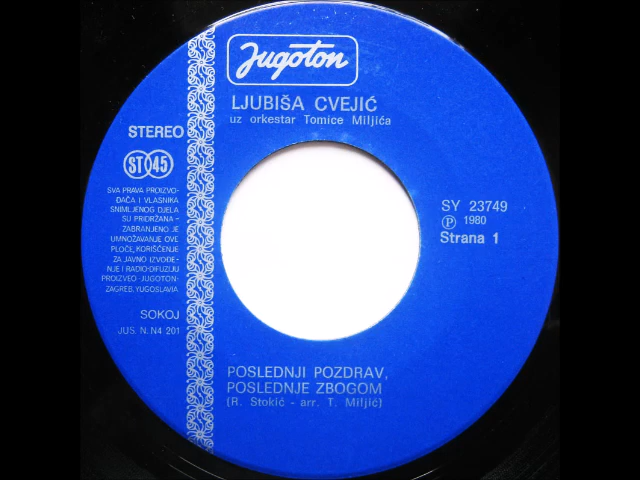 Jugoton
LJUBIŠA CVEJIĆ
uz orkestar Tomice Miljića
STEREO
ST 45
SVA PRAVA PROIZVO-
ĐAČA I VLASNIKA
SNIMLJENOG DJELA
SU PRIDRŽANA -
ZABRANJENO JE
UMNOŽAVANJE OVE
PLOČE, KORIŠĆENJE
ZA JAVNO IZVOĐE-
NJE I RADIO-DIFUZIJU
PROIZVEO -JUGOTON-
ZAGREB, YUGOSLAVIA
SOKOJ
JUS. N. N4 201
SY 23749
Ⓟ 1980
Strana 1
POSLEDNJI POZDRAV,
POSLEDNJE ZBOGOM
(R. Stokić - arr. T. Miljić)